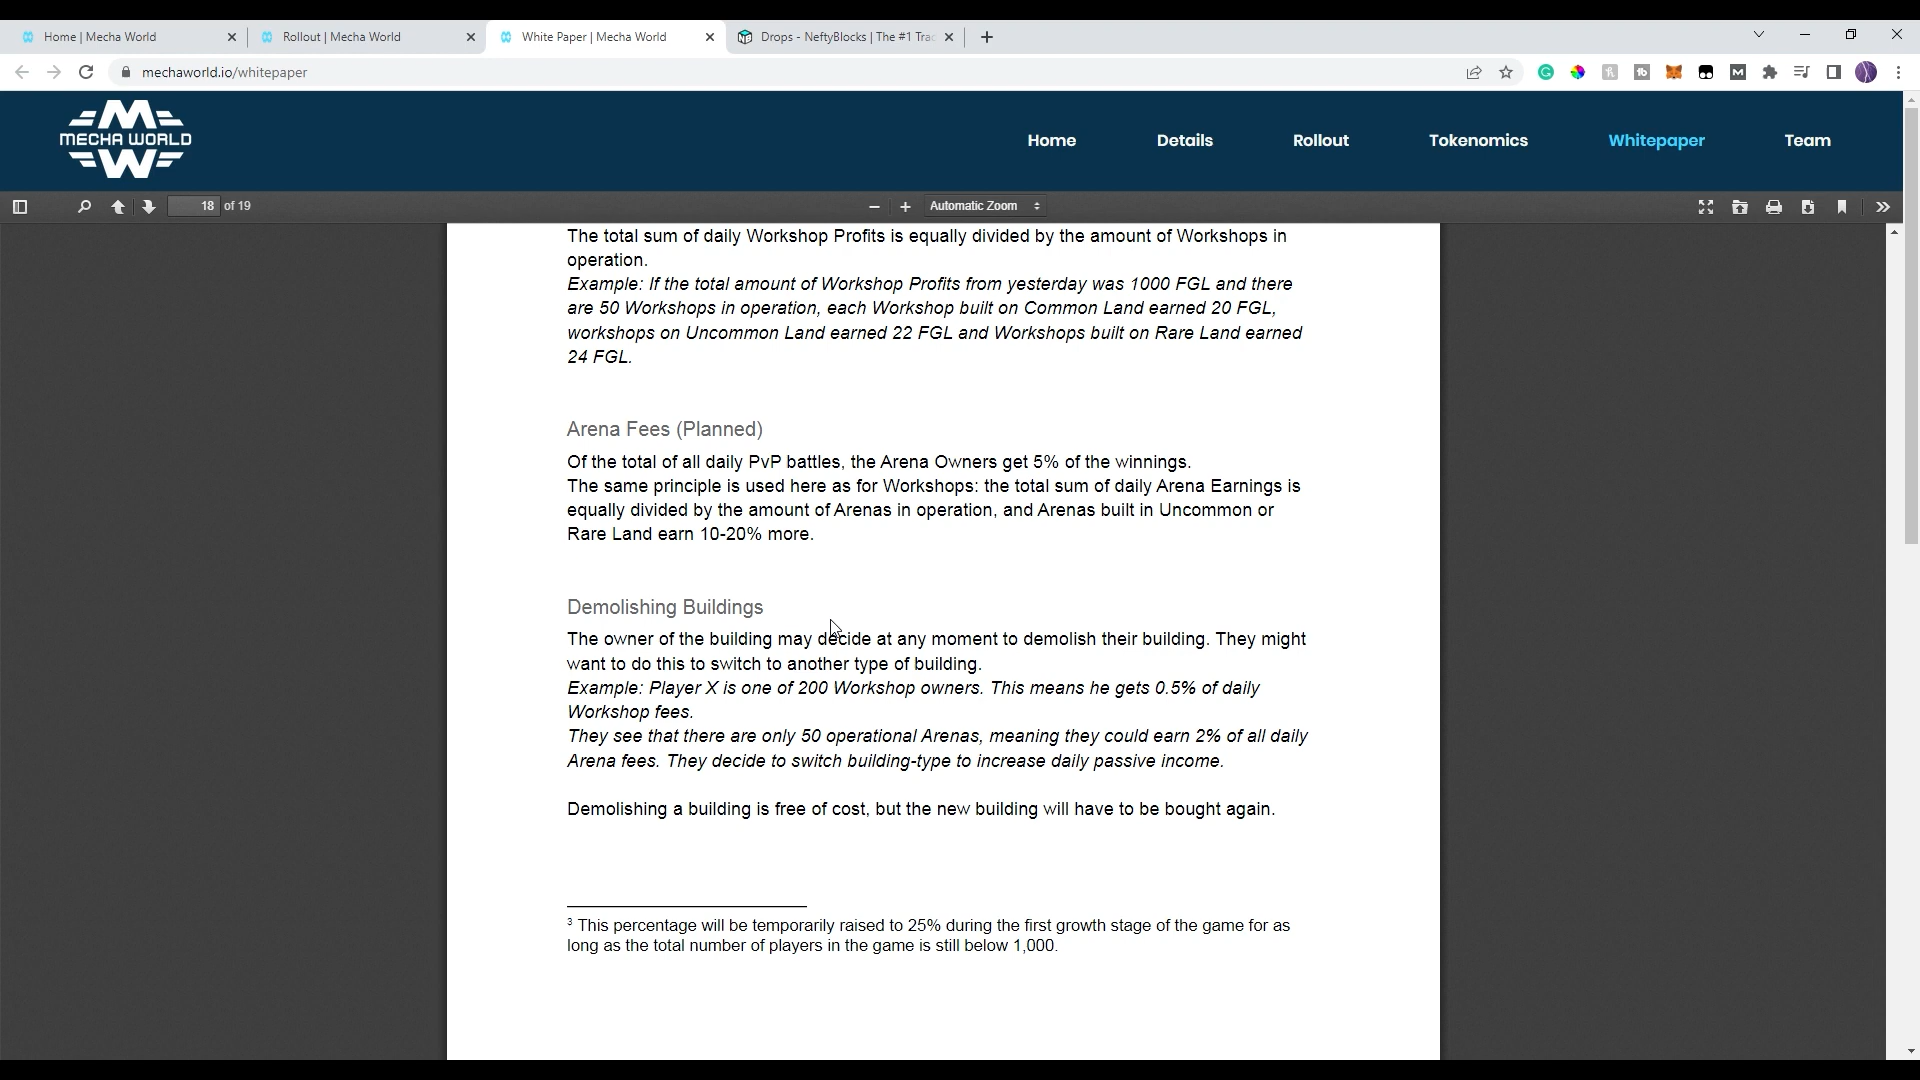 Home | Mecha World
Rollout | Mecha World
White Paper | Mecha World
Drops - NeftyBlocks | The #1 Tra
mechaworld.io/whitepaper
MECHA WORLD
Home
Details
Rollout
Tokenomics
Whitepaper
Team
18 of 19
Automatic Zoom
The total sum of daily Workshop Profits is equally divided by the amount of Workshops in
operation.
Example: If the total amount of Workshop Profits from yesterday was 1000 FGL and there
are 50 Workshops in operation, each Workshop built on Common Land earned 20 FGL,
workshops on Uncommon Land earned 22 FGL and Workshops built on Rare Land earned
24 FGL.
Arena Fees (Planned)
Of the total of all daily PvP battles, the Arena Owners get 5% of the winnings.
The same principle is used here as for Workshops: the total sum of daily Arena Earnings is
equally divided by the amount of Arenas in operation, and Arenas built in Uncommon or
Rare Land earn 10-20% more.
Demolishing Buildings
The owner of the building may decide at any moment to demolish their building. They might
want to do this to switch to another type of building.
Example: Player X is one of 200 Workshop owners. This means he gets 0.5% of daily
Workshop fees.
They see that there are only 50 operational Arenas, meaning they could earn 2% of all daily
Arena fees. They decide to switch building-type to increase daily passive income.
Demolishing a building is free of cost, but the new building will have to be bought again.
3 This percentage will be temporarily raised to 25% during the first growth stage of the game for as
long as the total number of players in the game is still below 1,000.